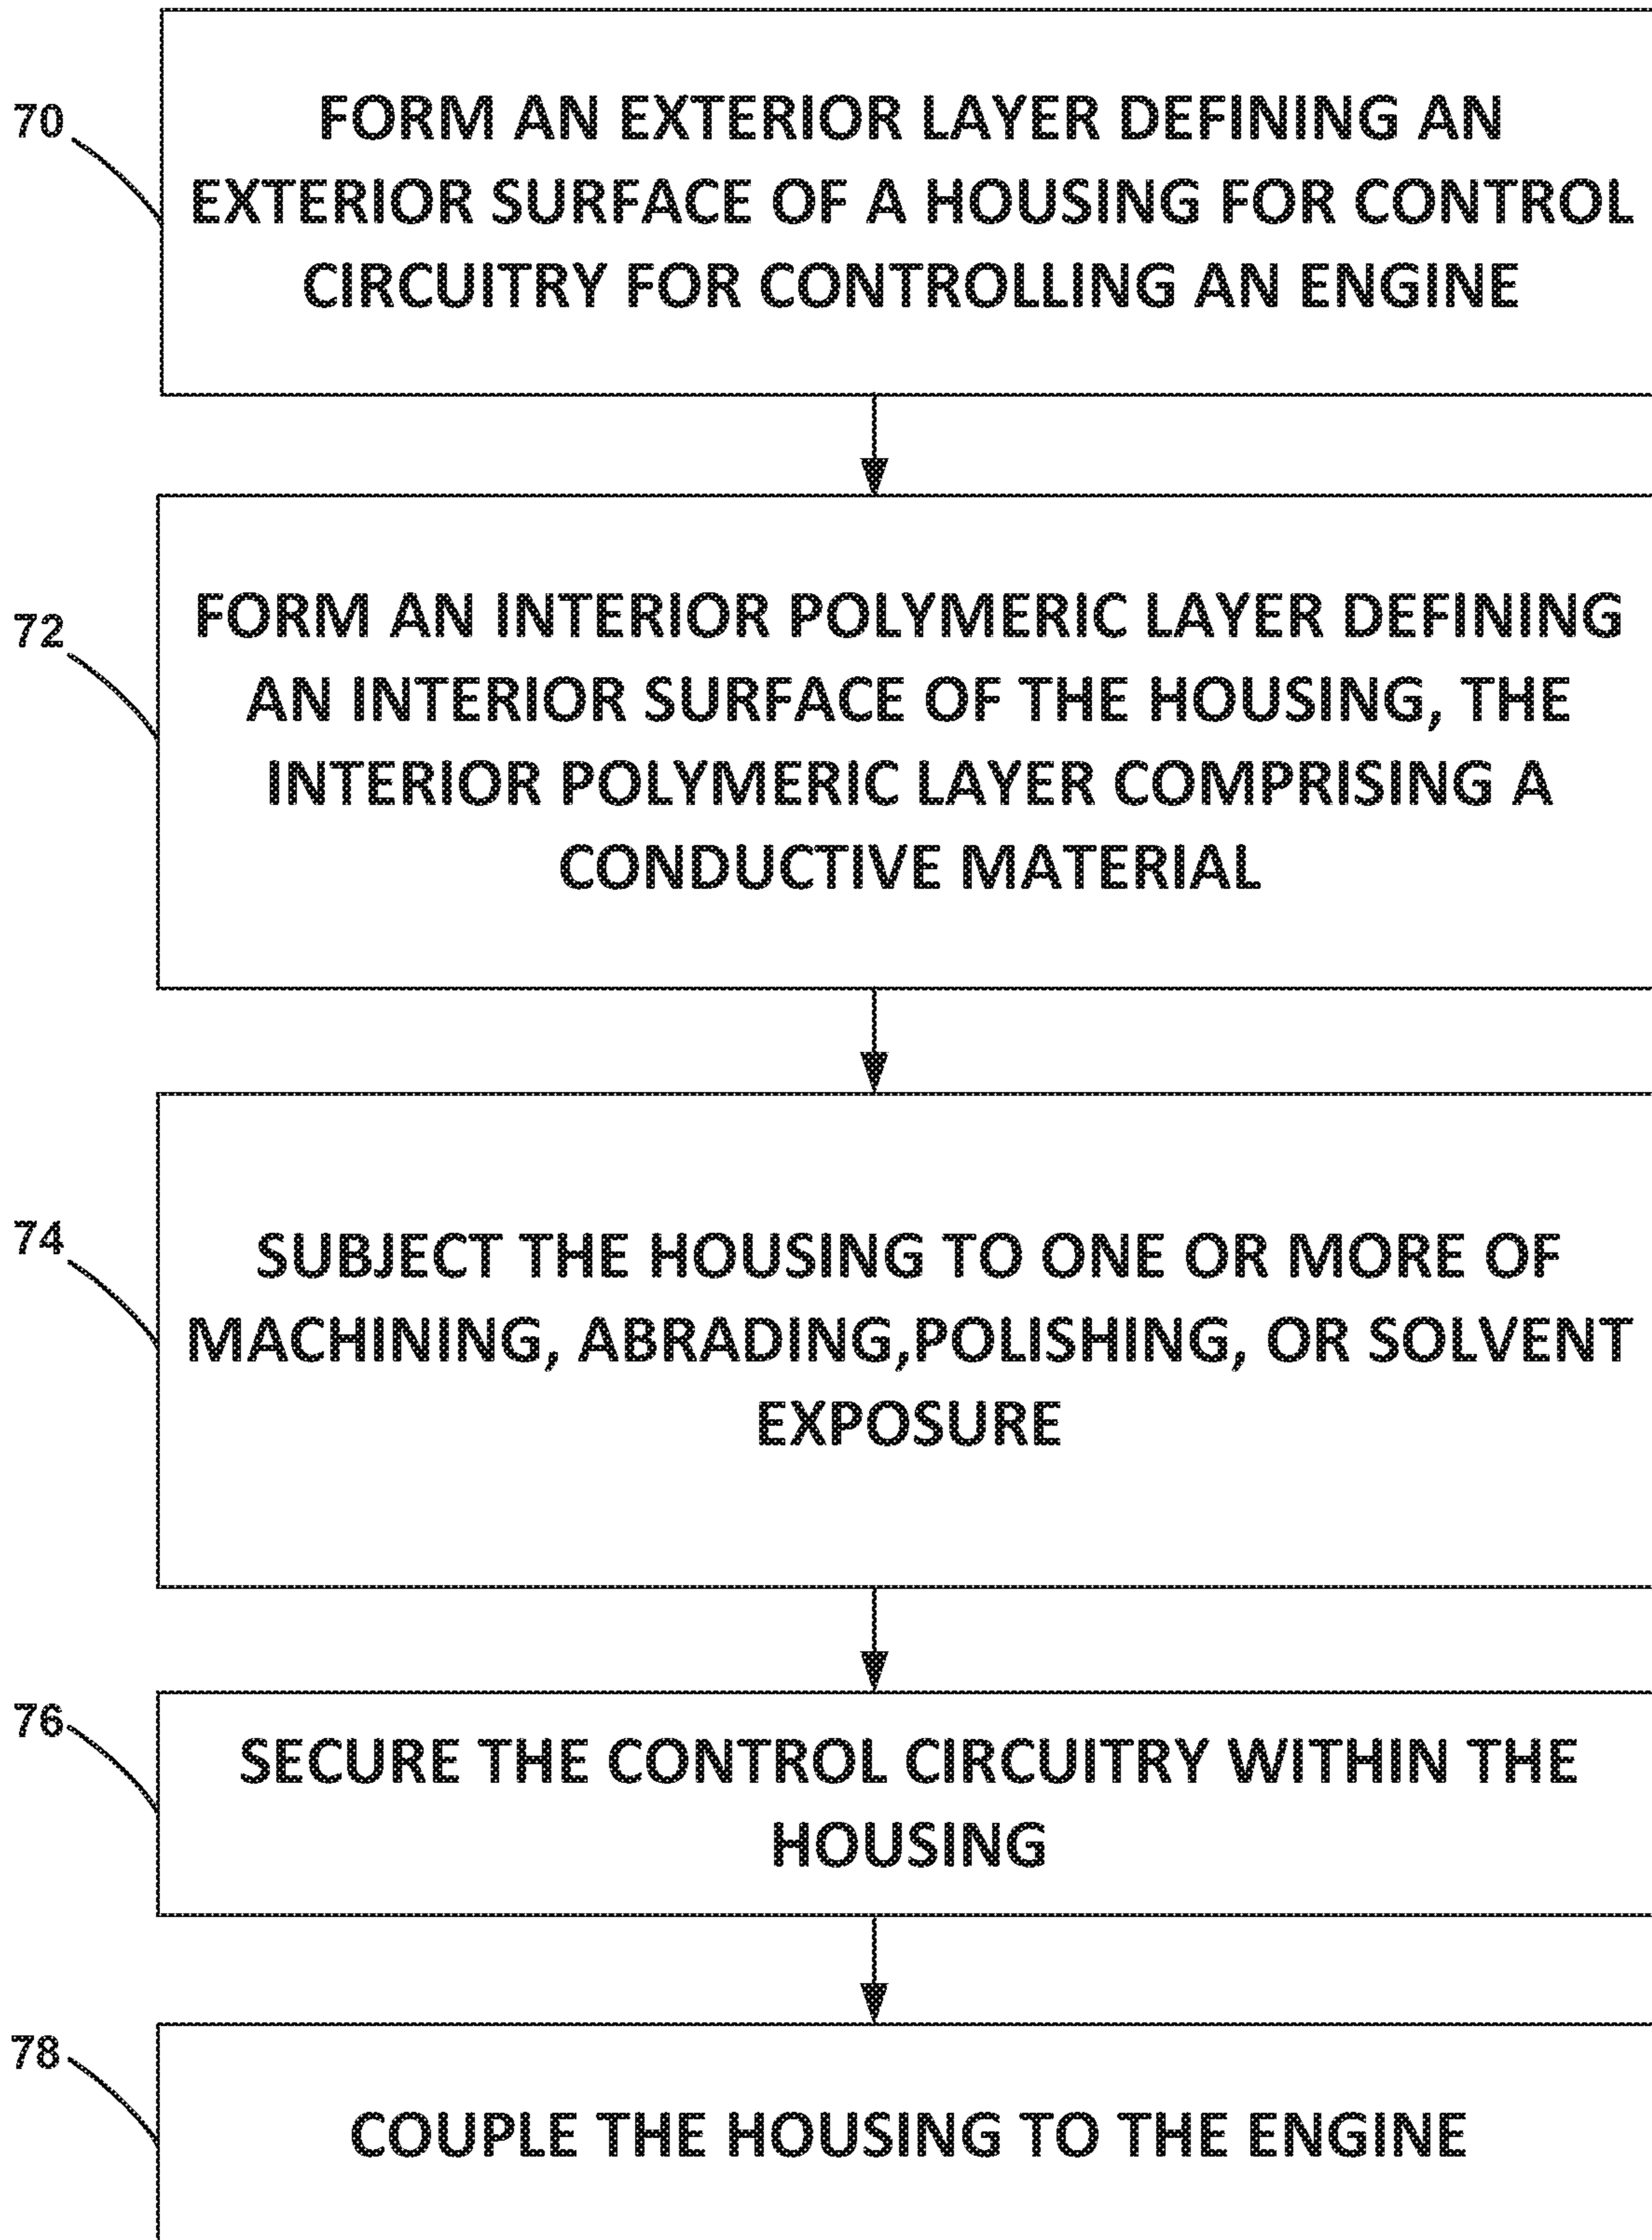 70
FORM AN EXTERIOR LAYER DEFINING AN
EXTERIOR SURFACE OF A HOUSING FOR CONTROL
CIRCUITRY FOR CONTROLLING AN ENGINE
72
FORM AN INTERIOR POLYMERIC LAYER DEFINING
AN INTERIOR SURFACE OF THE HOUSING, THE
INTERIOR POLYMERIC LAYER COMPRISING A
CONDUCTIVE MATERIAL
74
SUBJECT THE HOUSING TO ONE OR MORE OF
MACHINING, ABRADING,POLISHING, OR SOLVENT
EXPOSURE
76
SECURE THE CONTROL CIRCUITRY WITHIN THE
HOUSING
78
COUPLE THE HOUSING TO THE ENGINE